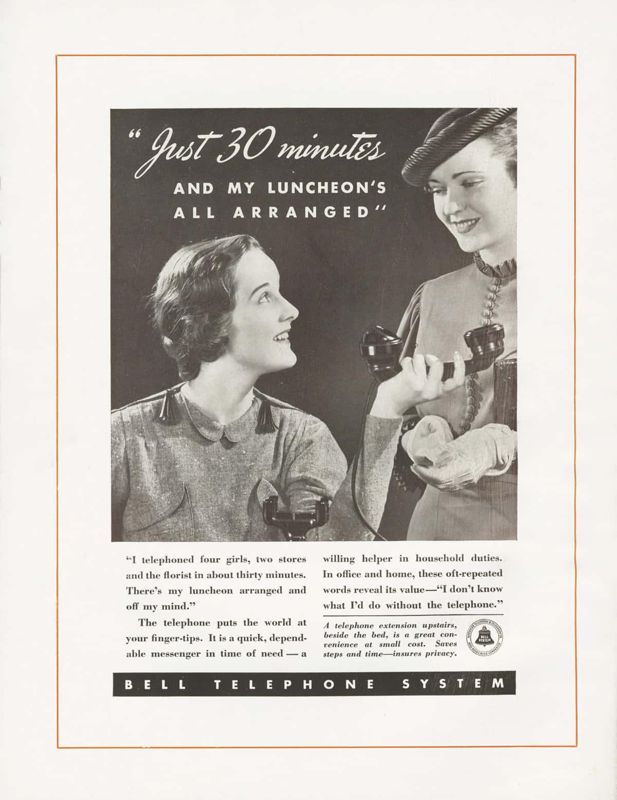 "Just 30 minutes
AND MY LUNCHEON'S
ALL ARRANGED"
"I telephoned four girls, two stores
and the florist in about thirty minutes.
There's my luncheon arranged and
off my mind."
The telephone puts the world at
your finger-tips. It is a quick, depend-
able messenger in time of need — a
willing helper in household duties.
In office and home, these oft-repeated
words reveal its value—"I don't know
what I'd do without the telephone."
A telephone extension upstairs,
beside the bed, is a great con-
venience at small cost. Saves
steps and time—insures privacy.
BELL
SYSTEM
BELL TELEPHONE SYSTEM